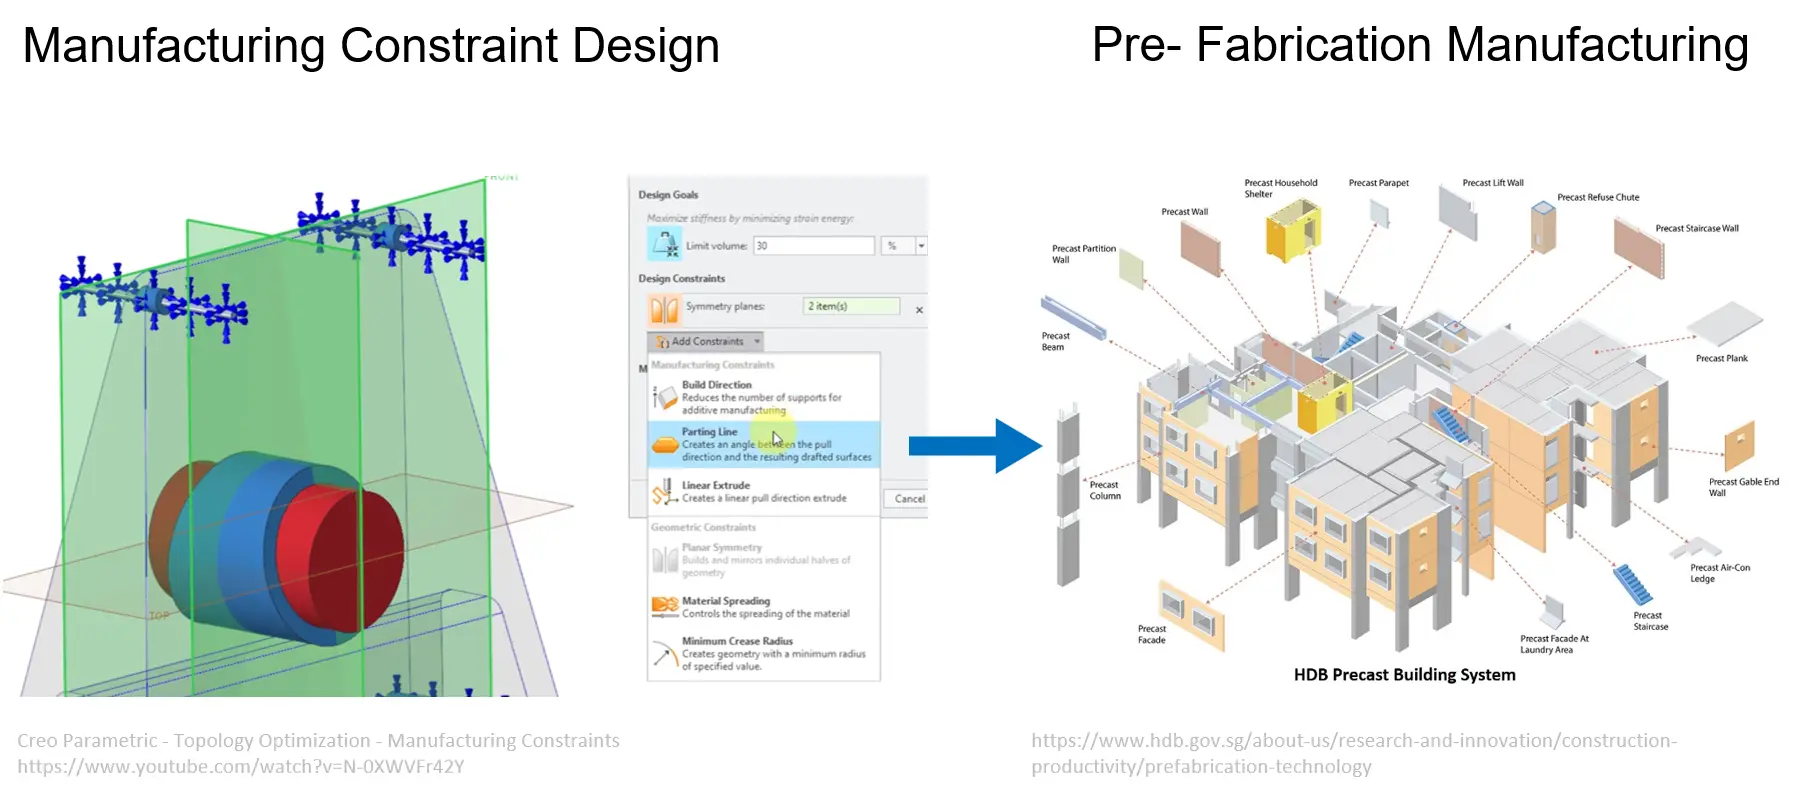 Manufacturing Constraint Design
Pre- Fabrication Manufacturing
FRONT
TOP
Design Goals
Maximize stiffness by minimizing strain energy:
Limit volume: 30 %
Design Constraints
Symmetry planes: 2 item(s)
Add Constraints
M
Manufacturing Constraints
Build Direction
Reduces the number of supports for
additive manufacturing
Parting Line
Creates an angle between the pull
direction and the resulting drafted surfaces
Linear Extrude
Creates a linear pull direction extrude
Cancel
Geometric Constraints
Planar Symmetry
Builds and mirrors individual halves of
geometry
Material Spreading
Controls the spreading of the material
Minimum Crease Radius
Creates geometry with a minimum radius
of specified value.
Precast Household
Shelter
Precast Parapet
Precast Lift Wall
Precast Refuse Chute
Precast Wall
Precast Staircase Wall
Precast Partition
Wall
Precast
Beam
Precast Plank
Precast
Column
Precast Gable End
Wall
Precast Air-Con
Ledge
Precast
Staircase
Precast Facade At
Laundry Area
Precast
Facade
HDB Precast Building System
Creo Parametric - Topology Optimization - Manufacturing Constraints
https://www.youtube.com/watch?v=N-0XWVFr42Y
https://www.hdb.gov.sg/about-us/research-and-innovation/construction-
productivity/prefabrication-technology